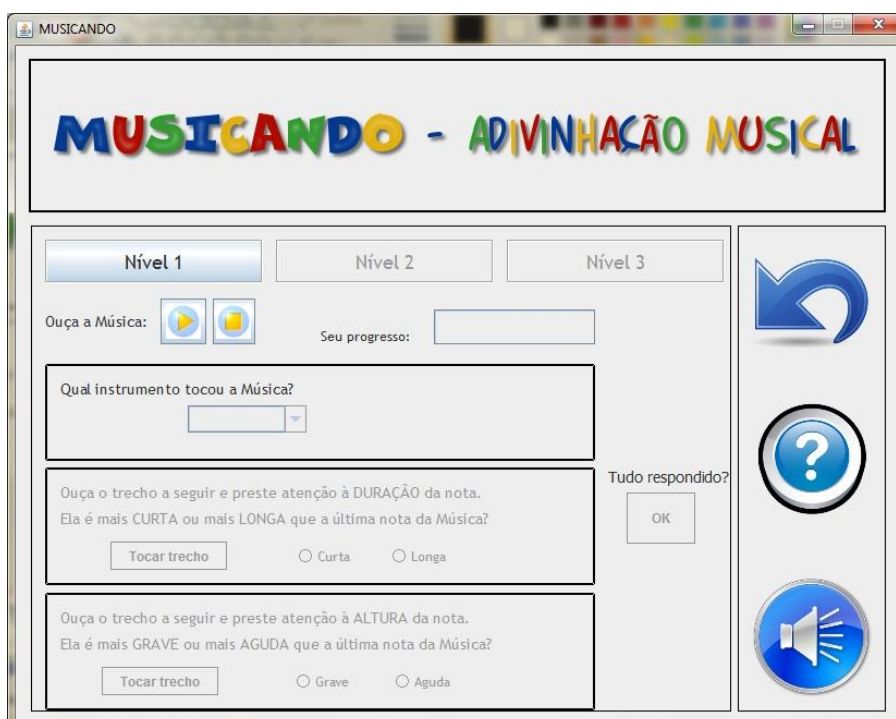 MUSICANDO
MUSICANDO - ADIVINHAÇÃO MUSICAL
Nível 1 Nível 2 Nível 3
Ouça a Música: Seu progresso:
Qual instrumento tocou a Música?
Ouça o trecho a seguir e preste atenção à DURAÇÃO da nota.
Ela é mais CURTA ou mais LONGA que a última nota da Música?
Tocar trecho Curta Longa
Tudo respondido?
OK
Ouça o trecho a seguir e preste atenção à ALTURA da nota.
Ela é mais GRAVE ou mais AGUDA que a última nota da Música?
Tocar trecho Grave Aguda
?